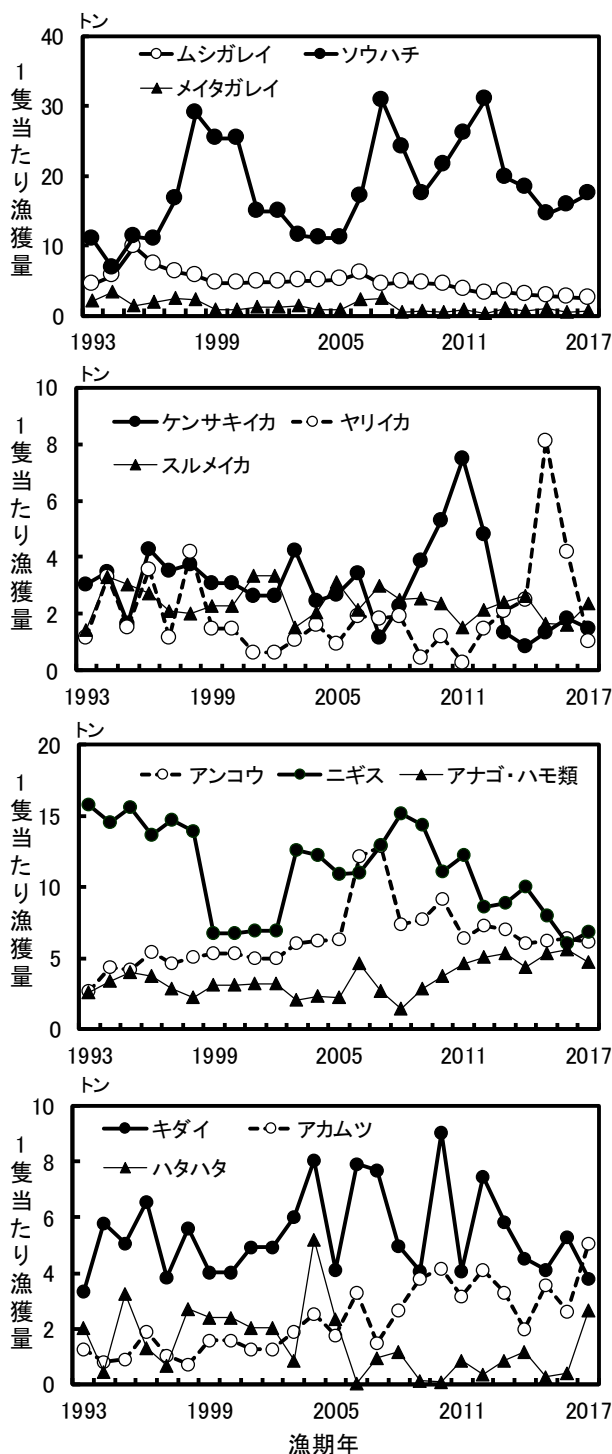 トン
1隻当たり漁獲量
ムシガレイ ソウハチ
メイタガレイ
40
30
20
10
0
1993 1999 2005 2011 2017
1隻当たり漁獲量
ケンサキイカ ヤリイカ
スルメイカ
10
8
6
4
2
0
1993 1999 2005 2011 2017
トン
1隻当たり漁獲量
アンコウ ニギス アナゴ・ハモ類
20
15
10
5
0
1993 1999 2005 2011 2017
トン
1隻当たり漁獲量
キダイ アカムツ
ハタハタ
10
8
6
4
2
0
1993 1999 2005 2011 2017
漁期年